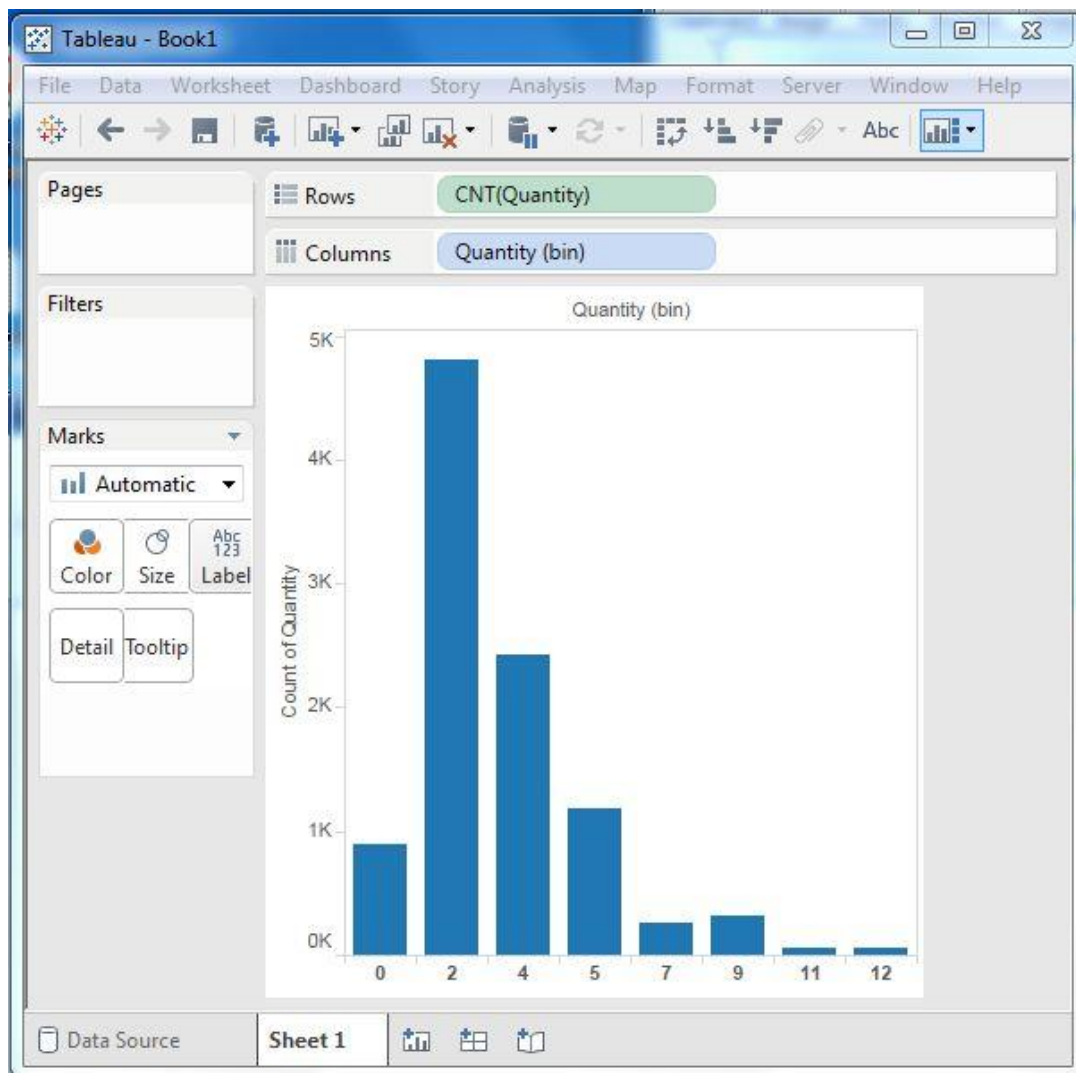 Tableau - Book1
File Data Worksheet Dashboard Story Analysis Map Format Server Window Help
Abc
Pages
Rows CNT(Quantity)
Columns Quantity (bin)
Filters
Marks
Automatic
Color Size Abc 123 Label
Detail Tooltip
Quantity (bin)
5K
4K
3K
2K
1K
0K
Count of Quantity
0 2 4 5 7 9 11 12
Data Source Sheet 1